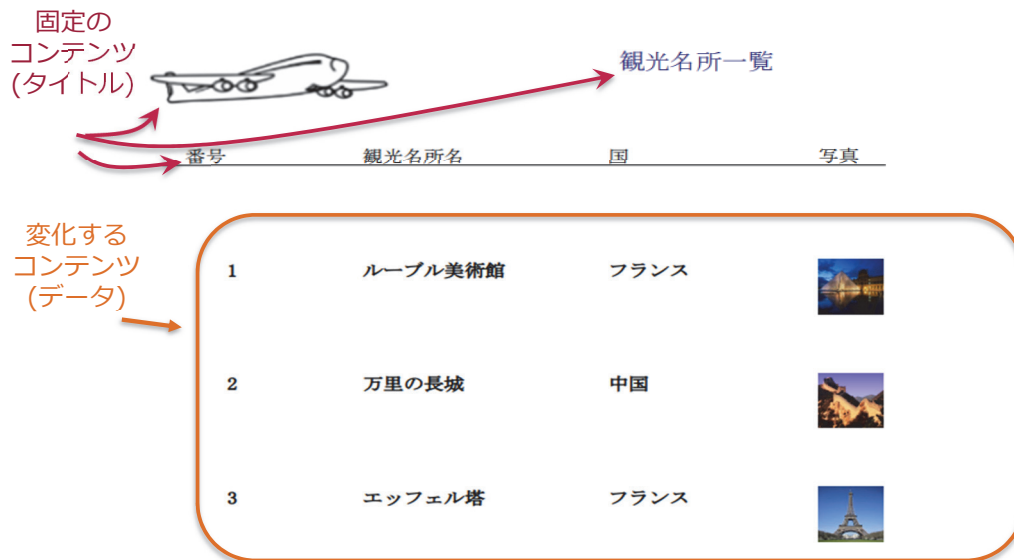 固定の
コンテンツ
(タイトル)
観光名所一覧
番号 観光名所名 国 写真
変化する
コンテンツ
(データ)
1 ルーブル美術館 フランス
2 万里の長城 中国
3 エッフェル塔 フランス